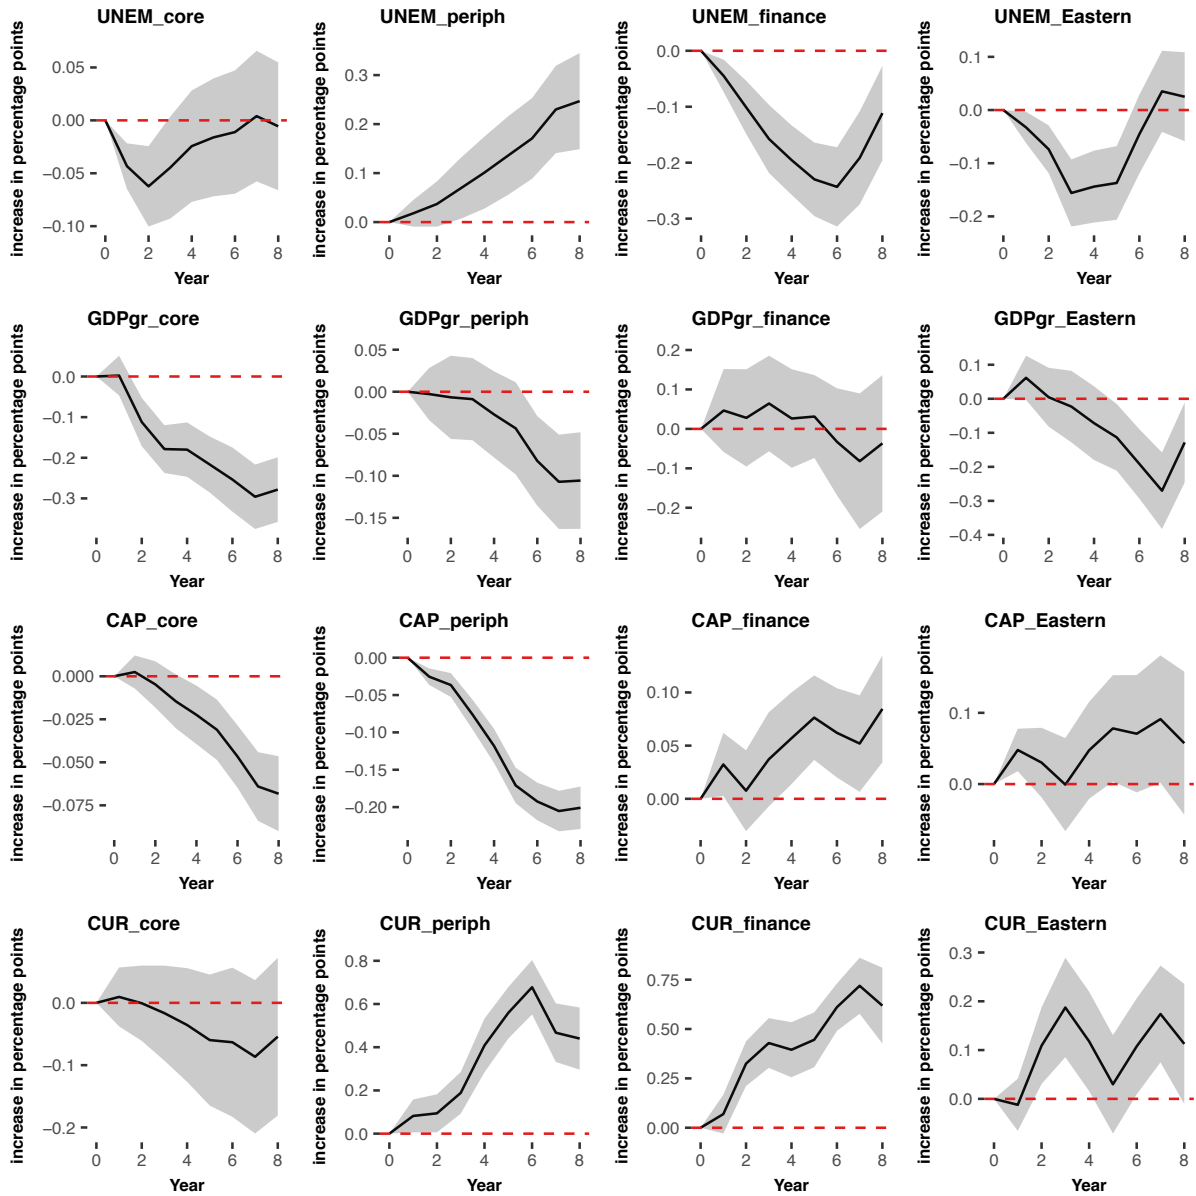 UNEM_core UNEM_periph UNEM_finance UNEM_Eastern
increase in percentage points increase in percentage points increase in percentage points increase in percentage points
0.05 0.00 −0.05 −0.10
0.3 0.2 0.1 0.0
0.0 −0.1 −0.2 −0.3
0.1 0.0 −0.1 −0.2
0 2 4 6 8 0 2 4 6 8 0 2 4 6 8 0 2 4 6 8
Year Year Year Year
GDPgr_core GDPgr_periph GDPgr_finance GDPgr_Eastern
increase in percentage points increase in percentage points increase in percentage points increase in percentage points
0.0 −0.1 −0.2 −0.3
0.05 0.00 −0.05 −0.10 −0.15
0.2 0.1 0.0 −0.1 −0.2
0.1 0.0 −0.1 −0.2 −0.3 −0.4
0 2 4 6 8 0 2 4 6 8 0 2 4 6 8 0 2 4 6 8
Year Year Year Year
CAP_core CAP_periph CAP_finance CAP_Eastern
increase in percentage points increase in percentage points increase in percentage points increase in percentage points
0.000 −0.025 −0.050 −0.075
0.00 −0.05 −0.10 −0.15 −0.20
0.10 0.05 0.00
0.1 0.0
0 2 4 6 8 0 2 4 6 8 0 2 4 6 8 0 2 4 6 8
Year Year Year Year
CUR_core CUR_periph CUR_finance CUR_Eastern
increase in percentage points increase in percentage points increase in percentage points increase in percentage points
0.0 −0.1 −0.2
0.8 0.6 0.4 0.2 0.0
0.75 0.50 0.25 0.00
0.3 0.2 0.1 0.0
0 2 4 6 8 0 2 4 6 8 0 2 4 6 8 0 2 4 6 8
Year Year Year Year